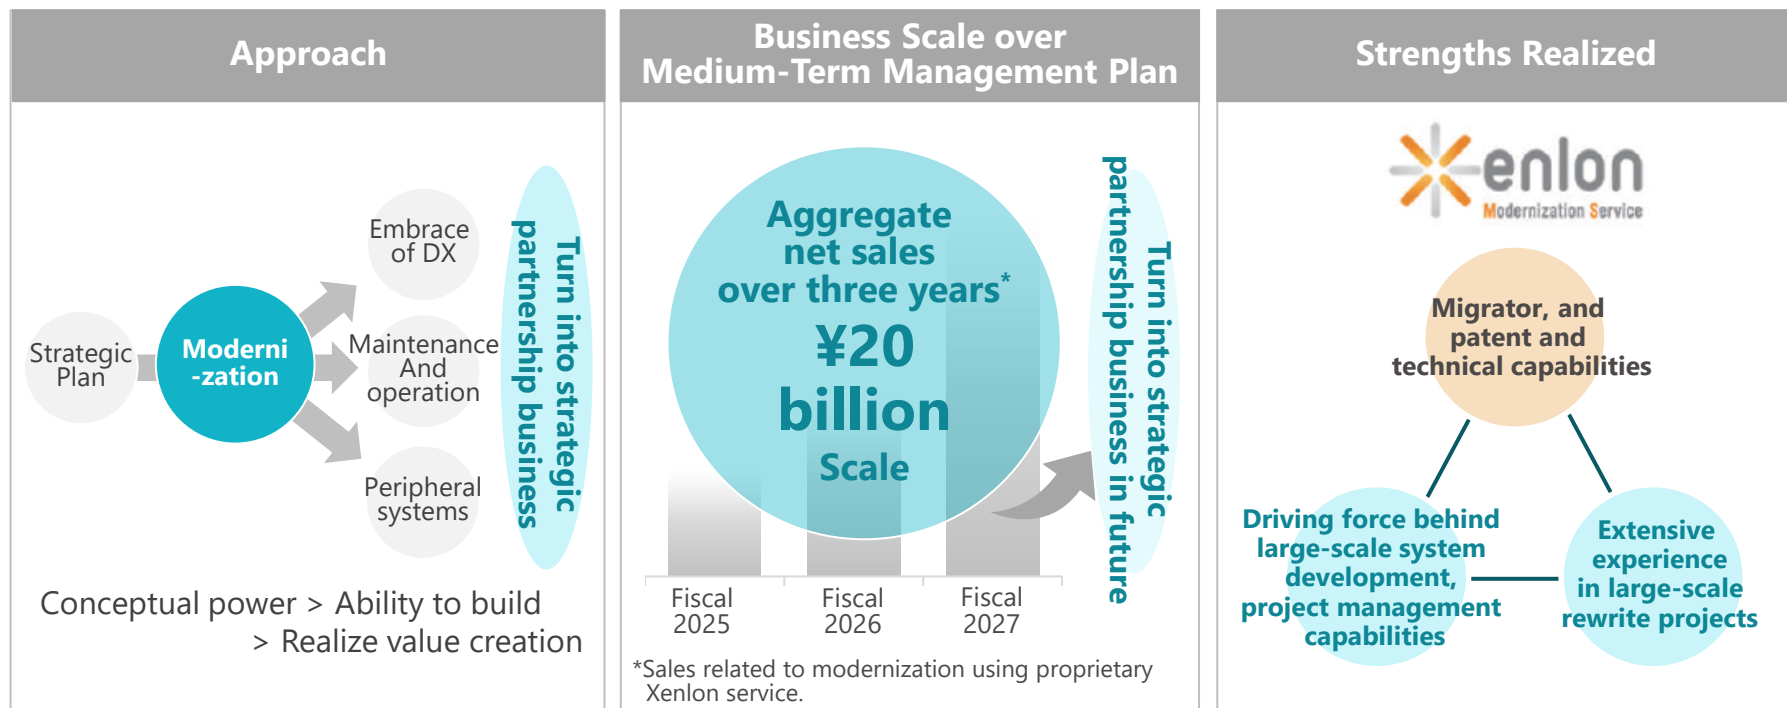 Approach
Strategic
Plan
Moderni
-zation
Embrace
of DX
Maintenance
And
operation
Peripheral
systems
Turn into strategic
partnership business
Conceptual power > Ability to build
> Realize value creation
Business Scale over
Medium-Term Management Plan
Aggregate
net sales
over three years*
¥20
billion
Scale
Turn into strategic
partnership business in future
Fiscal
2025
Fiscal
2026
Fiscal
2027
*Sales related to modernization using proprietary
Xenlon service.
Strengths Realized
Xenlon
Modernization Service
Migrator, and
patent and
technical capabilities
Driving force behind
large-scale system
development,
project management
capabilities
Extensive
experience
in large-scale
rewrite projects